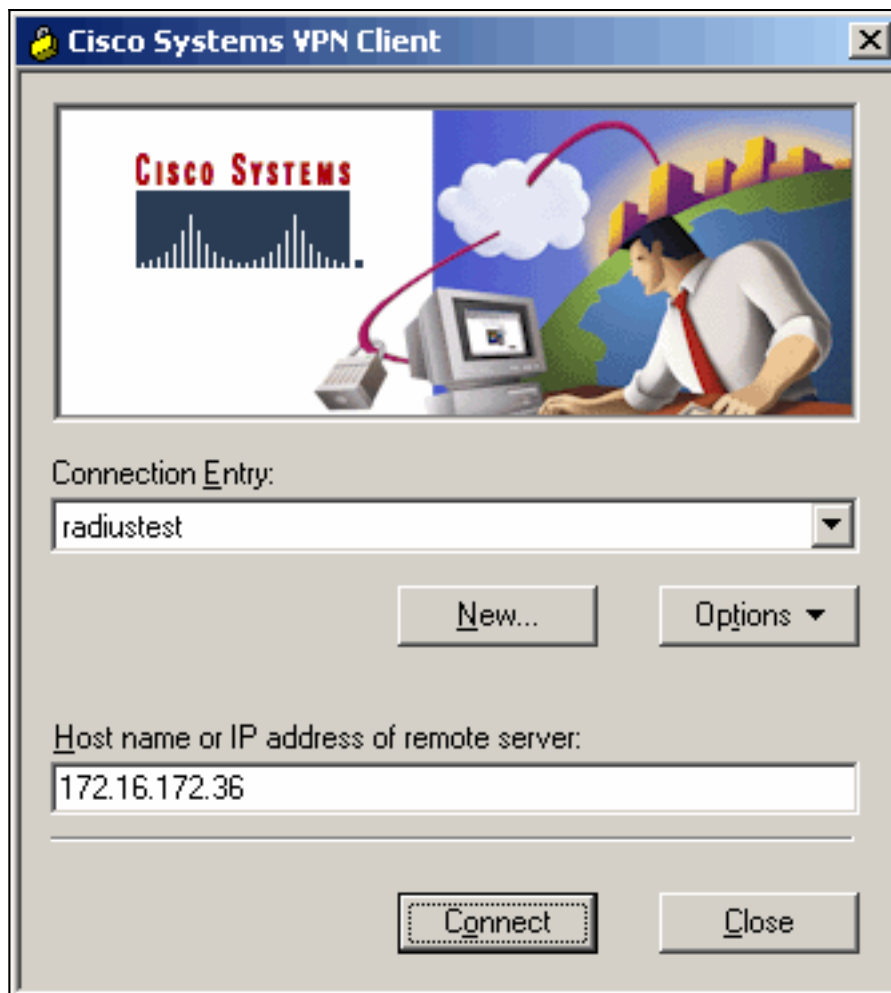 Cisco Systems VPN Client
CISCO SYSTEMS
Connection Entry:
radiustest
New...
Options
Host name or IP address of remote server:
172.16.172.36
Connect
Close